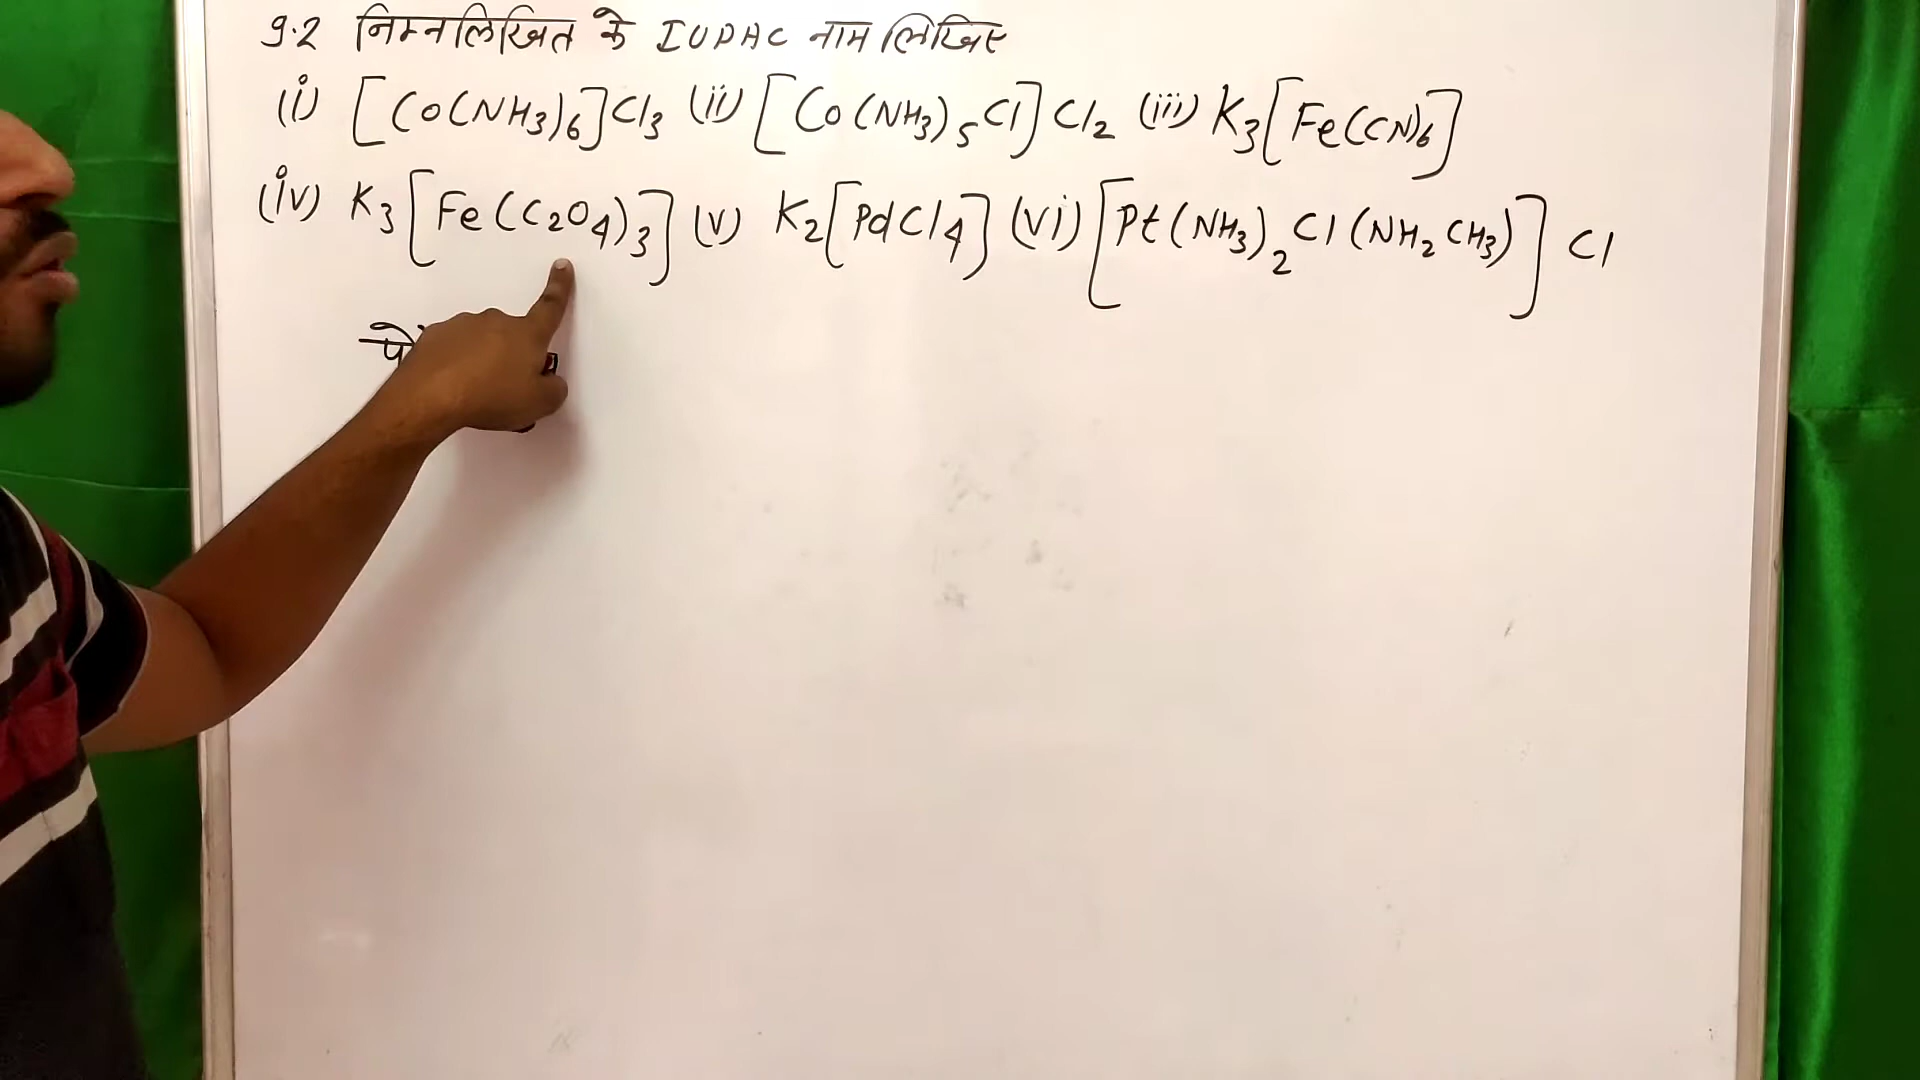 9.2 निम्नलिखित के IUPAC नाम लिखिए
(i) [Co(NH3)6]Cl3 (ii) [Co(NH3)5Cl]Cl2 (iii) K3[Fe(CN)6]
(iv) K3[Fe(C2O4)3] (v) K2[PdCl4] (vi) [Pt(NH3)2Cl(NH2CH3)]Cl